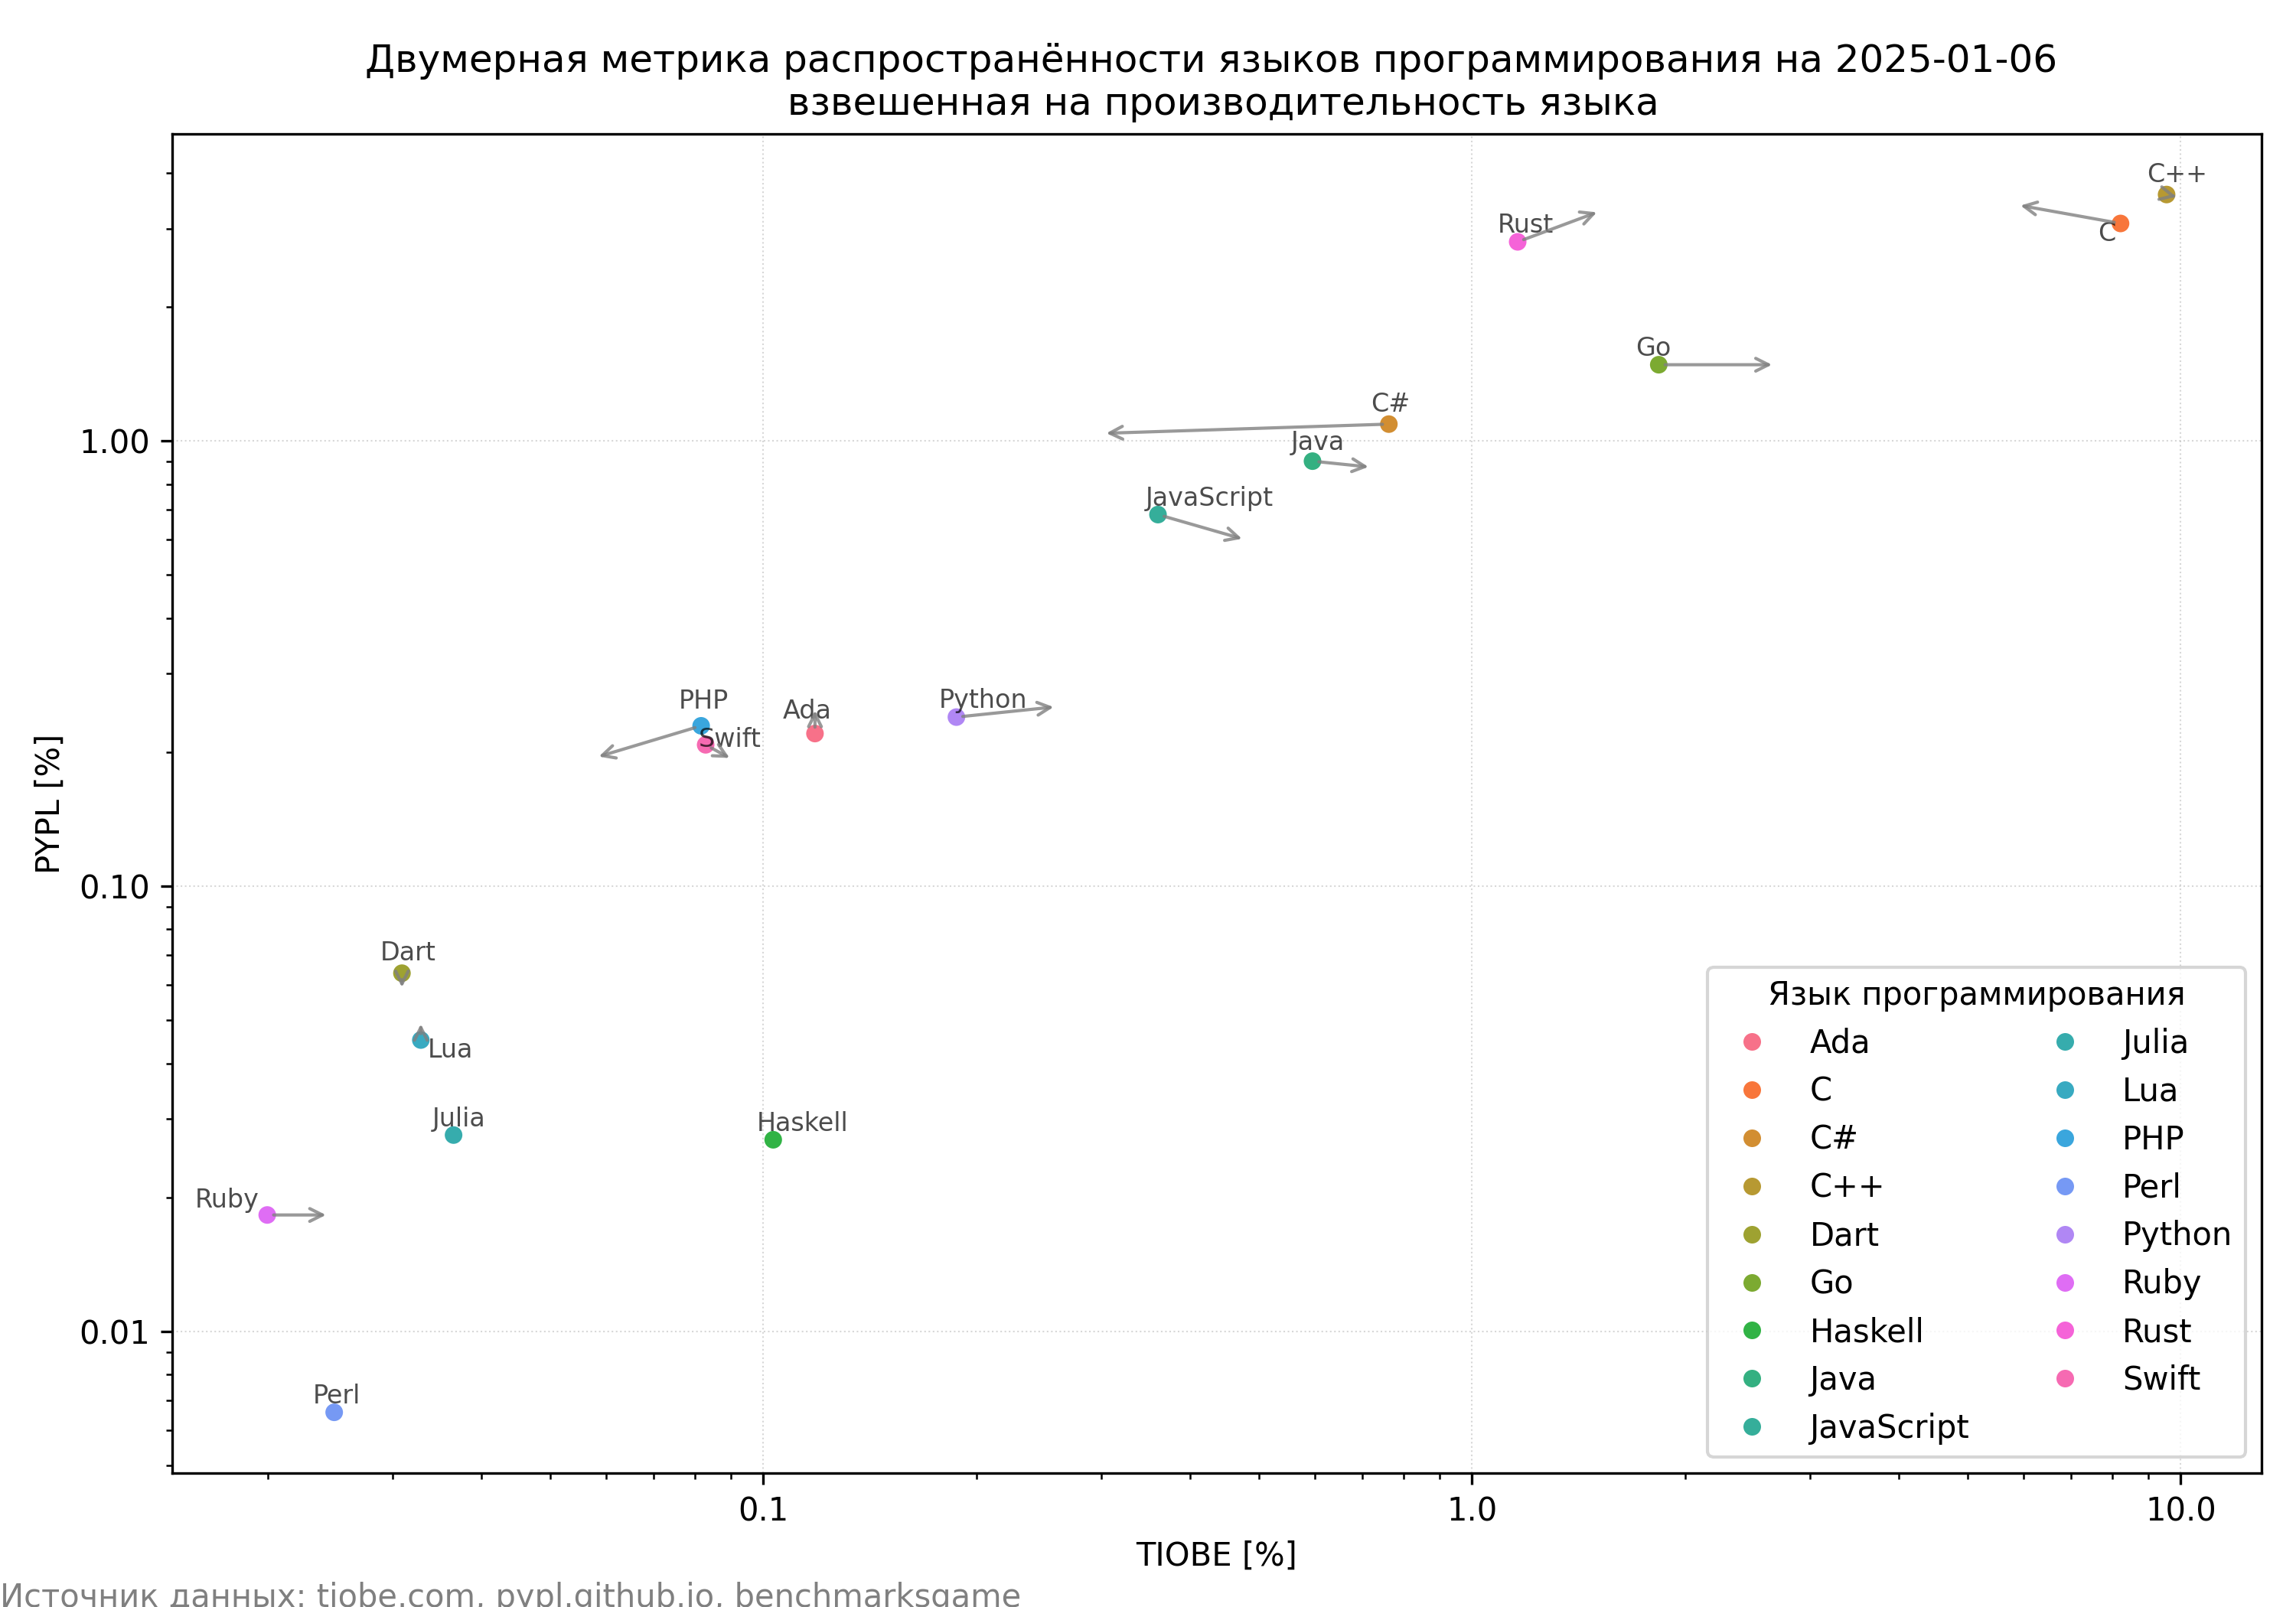 Двумерная метрика распространённости языков программирования на 2025-01-06
взвешенная на производительность языка
C++
Rust
C
Go
C#
1.00
Java
JavaScript
PHP
Ada
Python
Swift
PYPL [%]
0.10
Dart
Lua
Julia
Haskell
Ruby
0.01
Perl
Язык программирования
Ada
C
C#
C++
Dart
Go
Haskell
Java
JavaScript
Julia
Lua
PHP
Perl
Python
Ruby
Rust
Swift
0.1
1.0
10.0
TIOBE [%]
Источник данных: tiobe.com, pypl.github.io, benchmarksgame